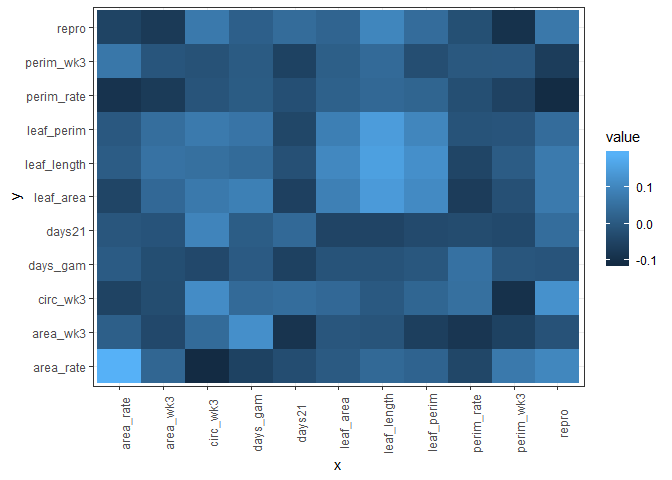 repro
perim_wk3
perim_rate
leaf_perim
leaf_length
leaf_area
days21
days_gam
circ_wk3
area_wk3
area_rate
y
area_rate
area_wk3
circ_wk3
days_gam
days21
leaf_area
leaf_length
leaf_perim
perim_rate
perim_wk3
repro
x
value
0.1
0.0
-0.1